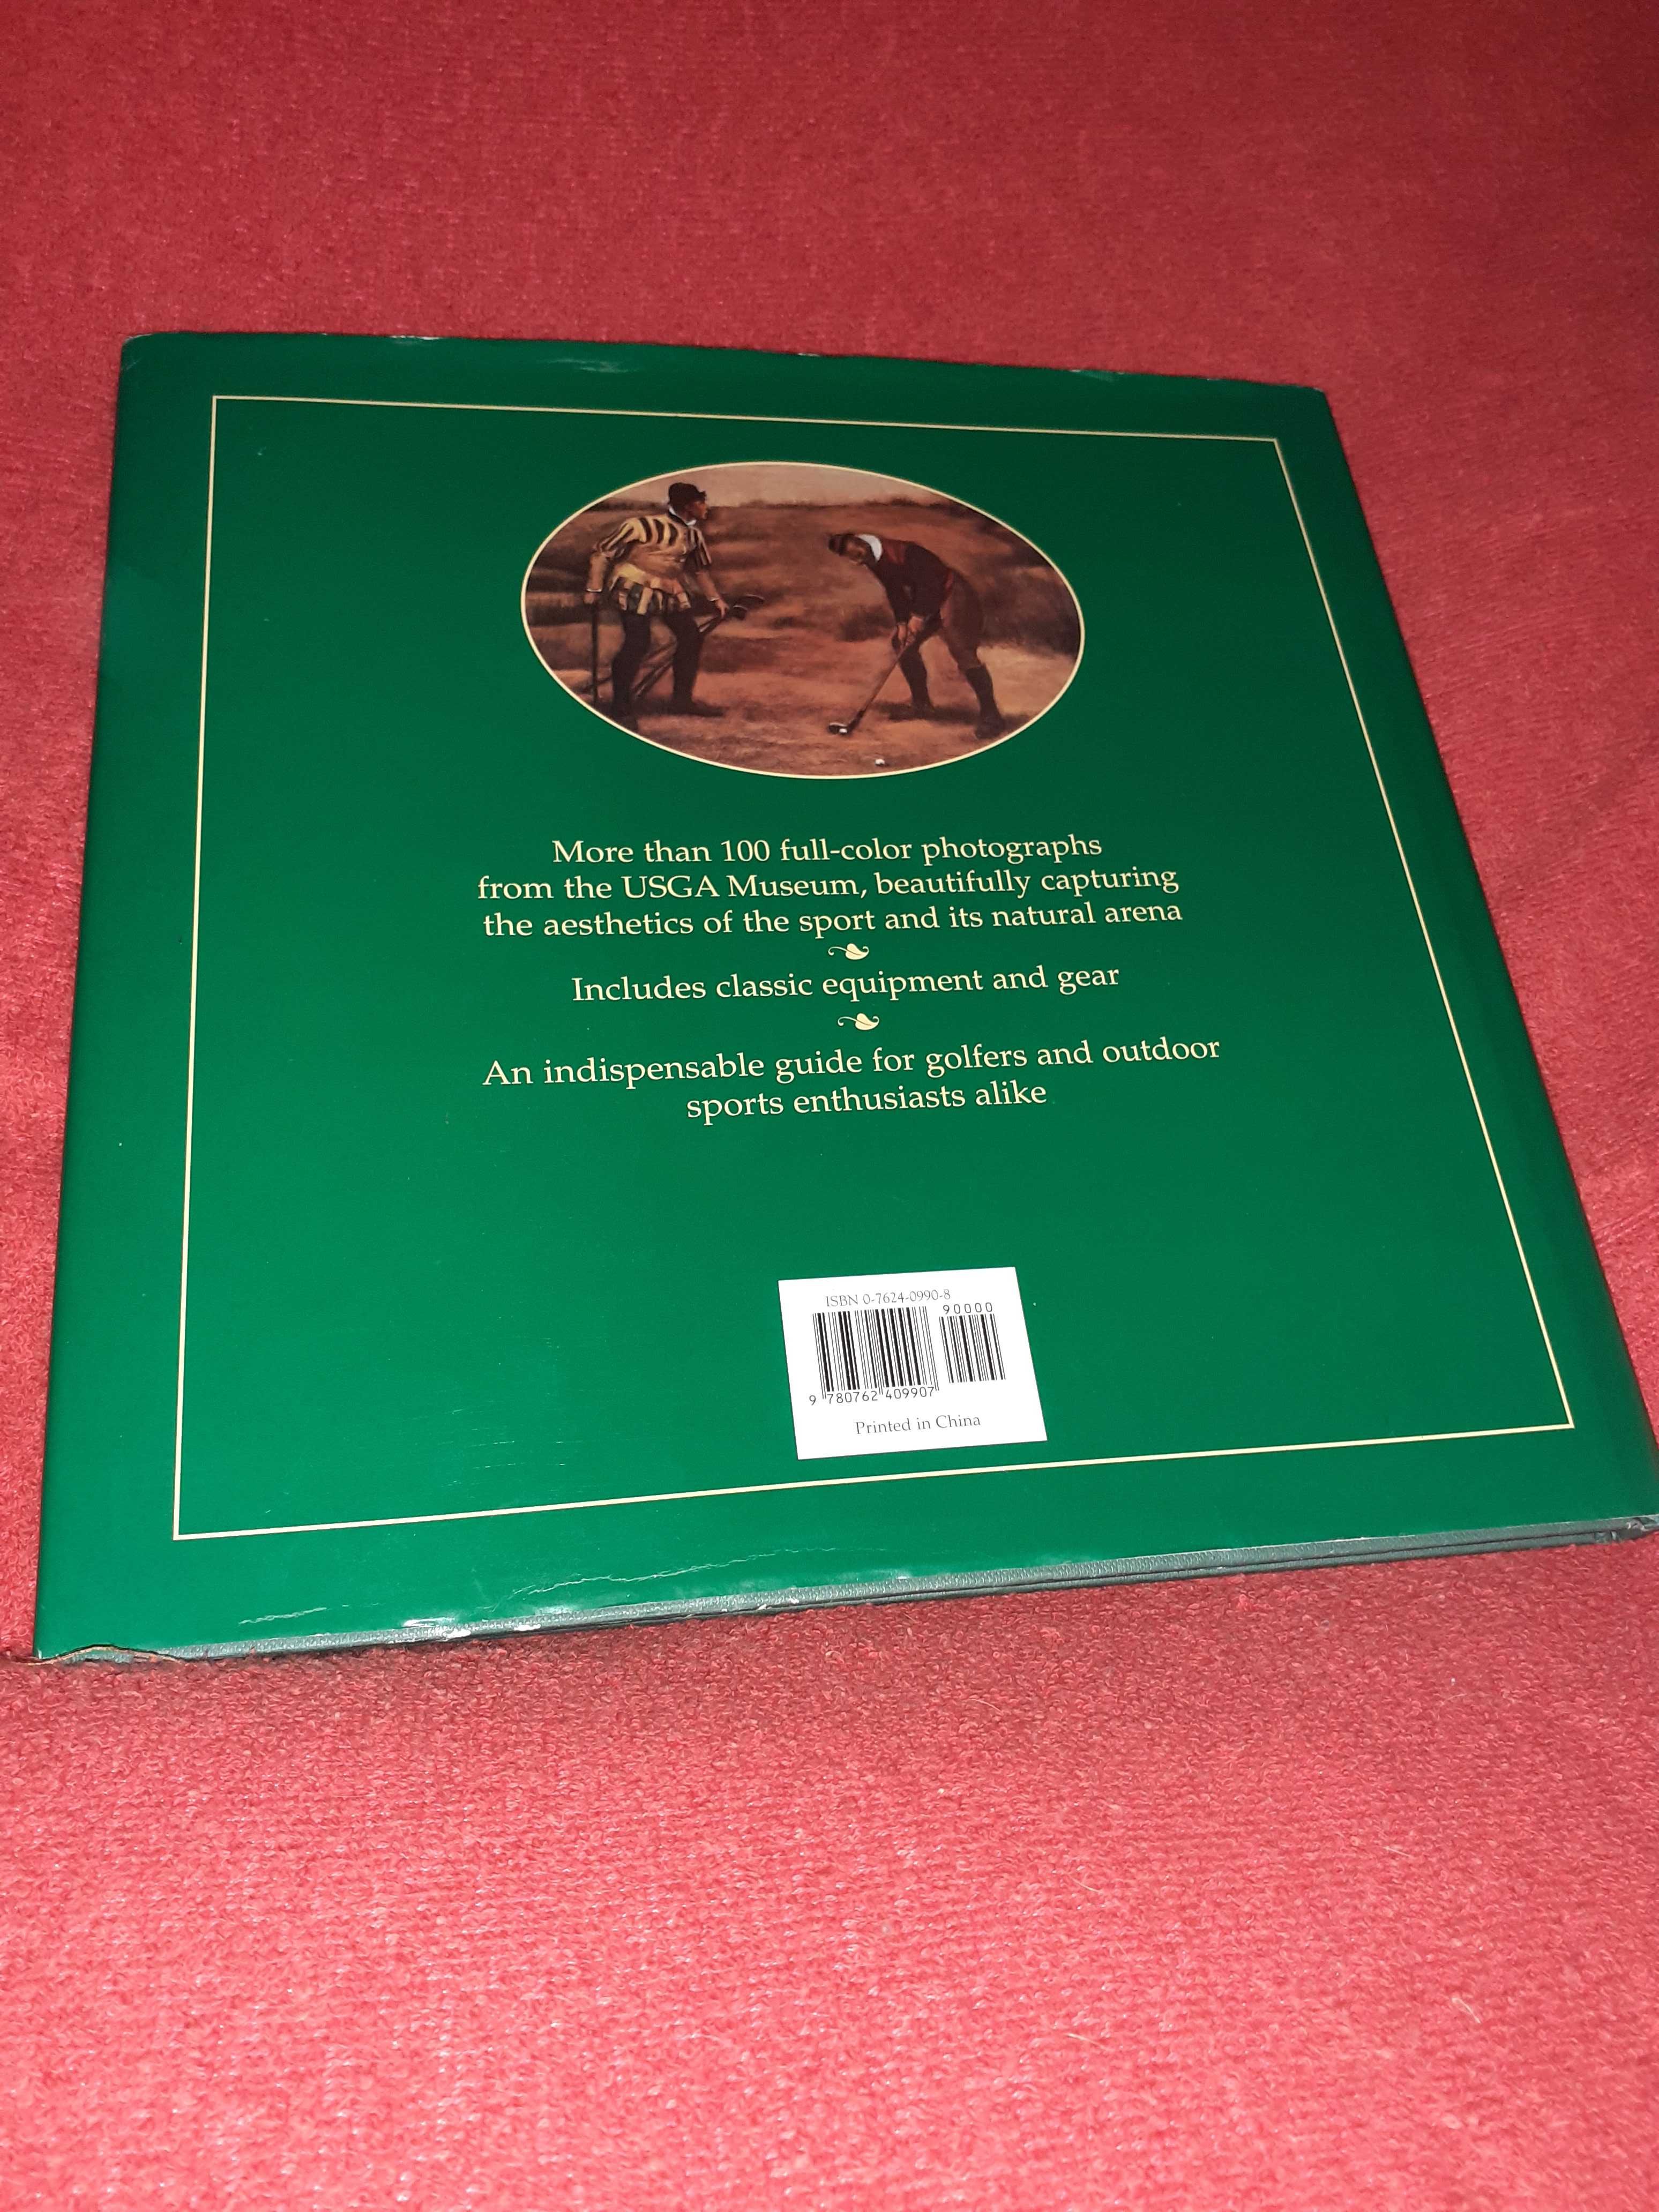 More than 100 full-color photographs
from the USGA Museum, beautifully capturing
the aesthetics of the sport and its natural arena
Includes classic equipment and gear
An indispensable guide for golfers and outdoor
sports enthusiasts alike
ISBN 0-7624-0990-8
90000
9 780762 409907
Printed in China